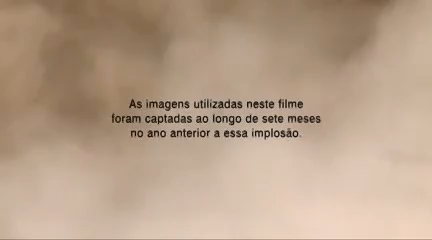 As imagens utilizadas neste filme
foram captadas ao longo de sete meses
no ano anterior a essa implosão.